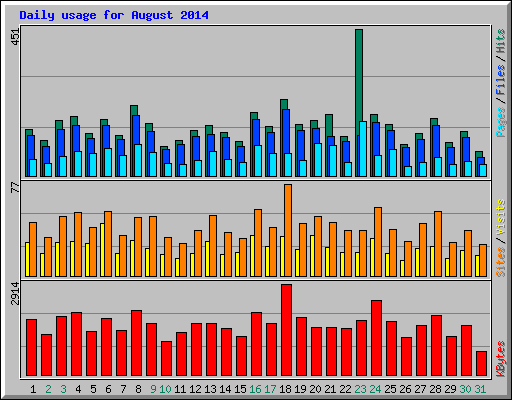 Daily usage for August 2014
451
Pages / Files / Hits
77
Sites / Visits
2914
KBytes
1 2 3 4 5 6 7 8 9 10 11 12 13 14 15 16 17 18 19 20 21 22 23 24 25 26 27 28 29 30 31